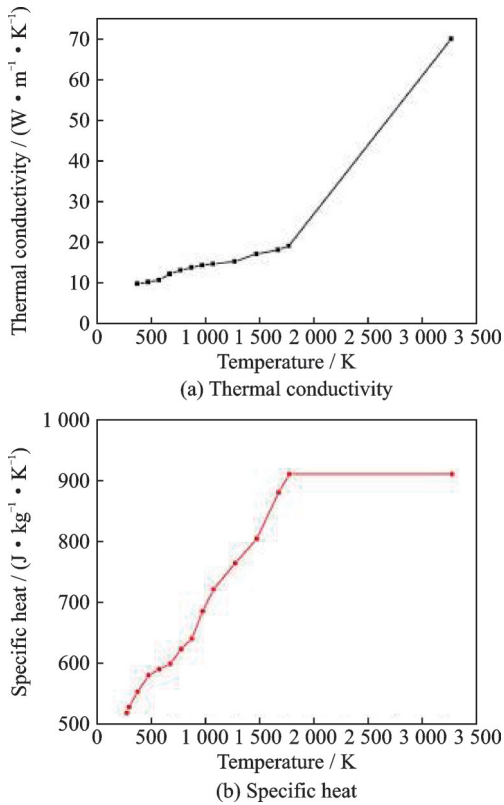 Thermal conductivity / (W • m⁻¹ • K⁻¹)
70
60
50
40
30
20
10
0
500 1 000 1 500 2 000 2 500 3 000 3 500
Temperature / K
(a) Thermal conductivity
Specific heat / (J • kg⁻¹ • K⁻¹)
1 000
900
800
700
600
500
0 500 1 000 1 500 2 000 2 500 3 000 3 500
Temperature / K
(b) Specific heat